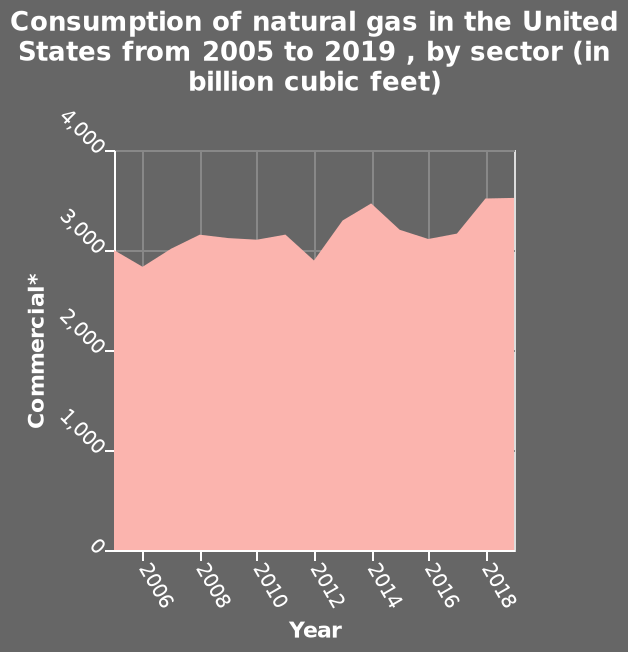 Consumption of natural gas in the United
States from 2005 to 2019 , by sector (in
billion cubic feet)
4,000
3,000
2,000
1,000
0
Commercial*
2006
2008
2010
2012
2014
2016
2018
Year